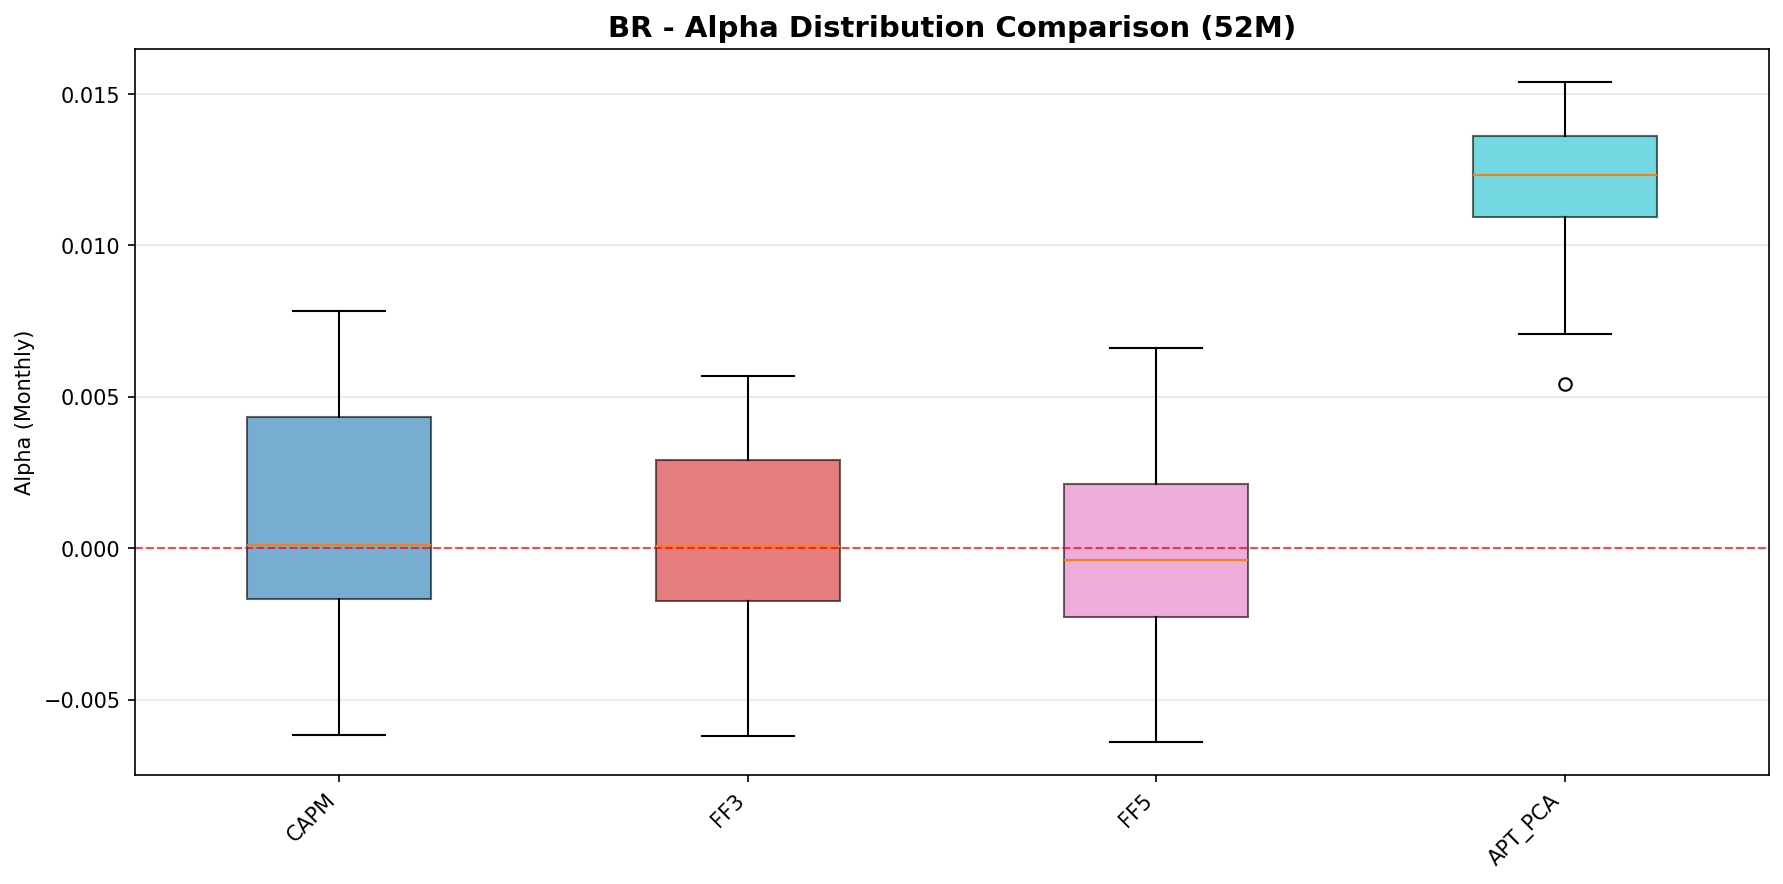 BR - Alpha Distribution Comparison (52M)
Alpha (Monthly)
0.015
0.010
0.005
0.000
−0.005
CAPM
FF3
FF5
APT_PCA